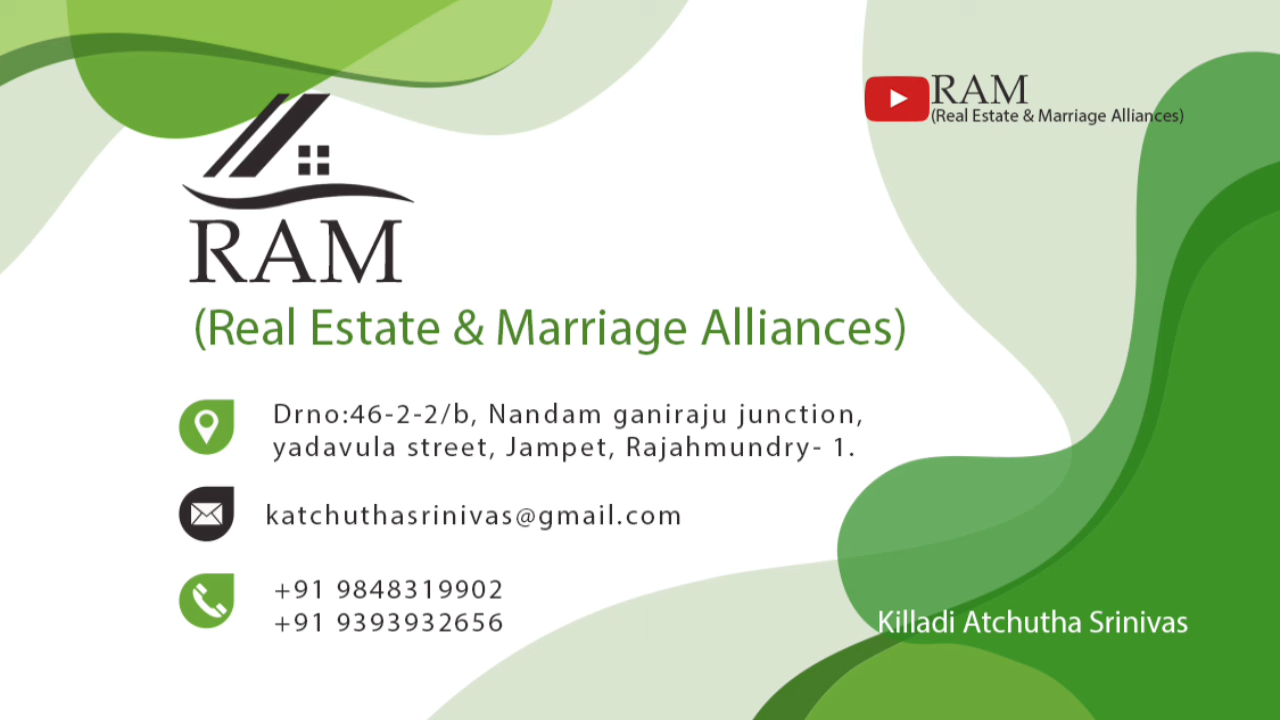 RAM
(Real Estate & Marriage Alliances)
RAM
(Real Estate & Marriage Alliances)
Drno:46-2-2/b, Nandam ganiraju junction,
yadavula street, Jampet, Rajahmundry- 1.
katchuthasrinivas@gmail.com
+91 9848319902
+91 9393932656
Killadi Atchutha Srinivas